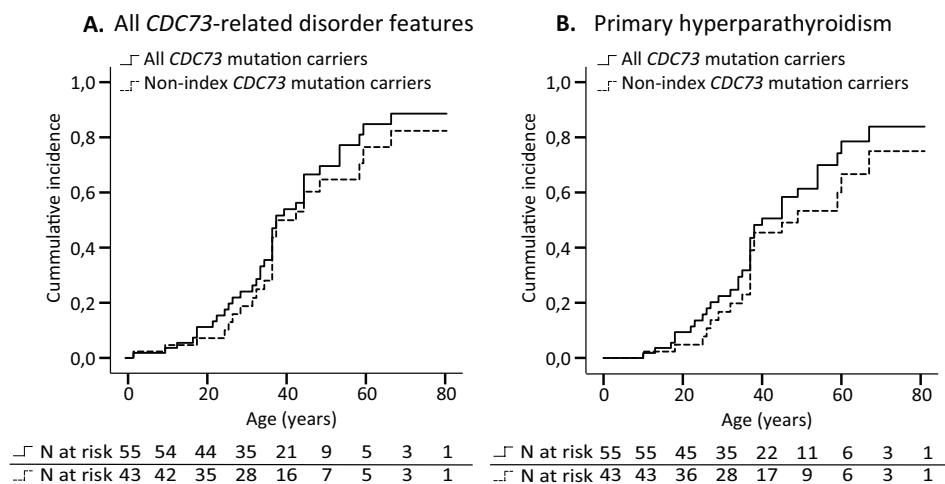 A. All CDC73-related disorder features
All CDC73 mutation carriers
Non-index CDC73 mutation carriers
1,0
0,8
0,6
0,4
0,2
0,0
Cummulative incidence
0 20 40 60 80
Age (years)
N at risk 55 54 44 35 21 9 5 3 1
N at risk 43 42 35 28 16 7 5 3 1
B. Primary hyperparathyroidism
All CDC73 mutation carriers
Non-index CDC73 mutation carriers
1,0
0,8
0,6
0,4
0,2
0,0
Cummulative incidence
0 20 40 60 80
Age (years)
N at risk 55 55 45 35 22 11 6 3 1
N at risk 43 43 36 28 17 9 6 3 1